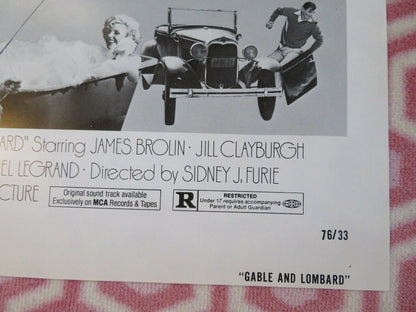 ARD" Starring JAMES BROLIN · JILL CLAYBURGH
EL LEGRAND · Directed by SIDNEY J. FURIE
CTURE
Original sound track available
Exclusively on MCA Records & Tapes
R RESTRICTED
Under 17 requires accompanying
Parent or Adult Guardian
76/33
"GABLE AND LOMBARD"